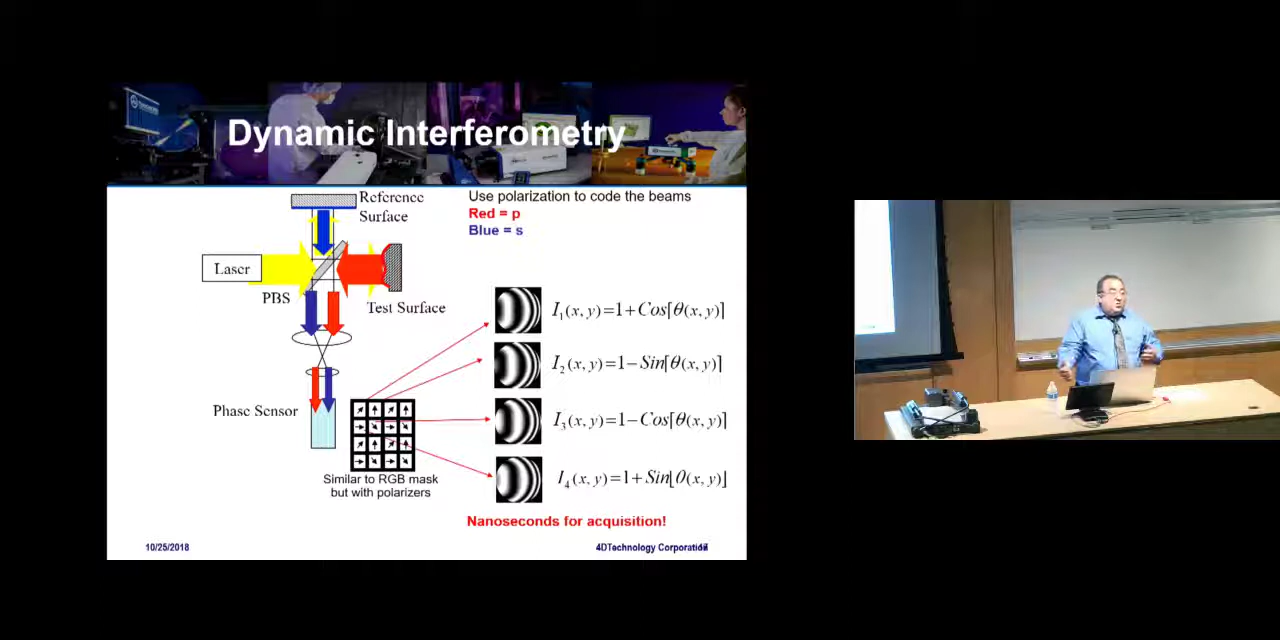 Dynamic Interferometry
Reference
Surface
Laser
PBS
Test Surface
Phase Sensor
Similar to RGB mask
but with polarizers
Use polarization to code the beams
Red = p
Blue = s
I₁(x, y)=1+Cos[θ(x, y)]
I₂(x, y)=1−Sin[θ(x, y)]
I₃(x, y)=1−Cos[θ(x, y)]
I₄(x, y)=1+Sin[θ(x, y)]
Nanoseconds for acquisition!
10/25/2018
4DTechnology Corporation